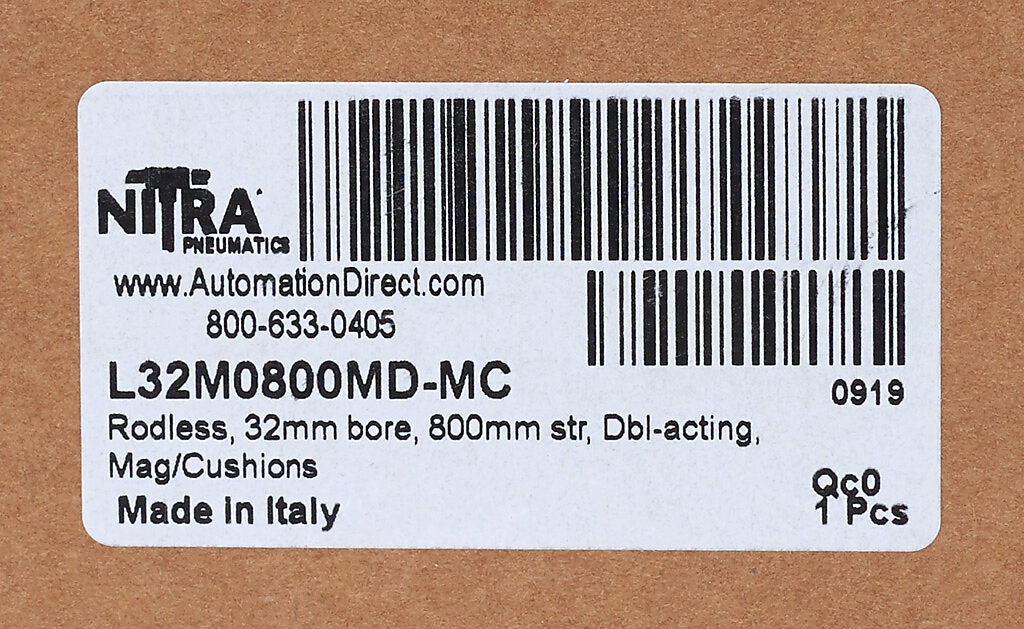 NITRA
PNEUMATICS
www.AutomationDirect.com
800-633-0405
L32M0800MD-MC
0919
Rodless, 32mm bore, 800mm str, Dbl-acting,
Mag/Cushions
Made in Italy
Qc0
1 Pcs